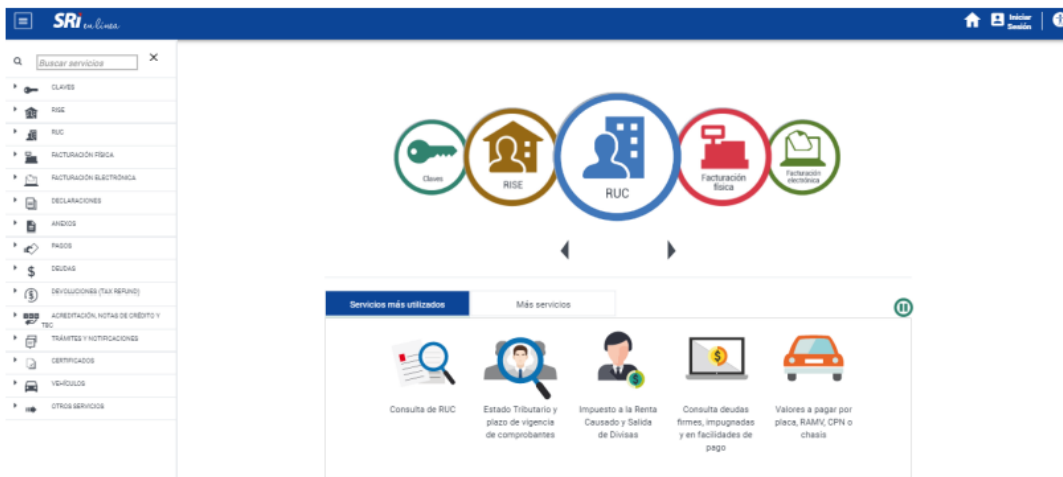 SRi en línea
Iniciar
Sesión
Buscar servicios
CLAVES
RISE
RUC
FACTURACIÓN FÍSICA
FACTURACIÓN ELECTRÓNICA
DECLARACIONES
ANEXOS
PAGOS
DEUDAS
DEVOLUCIONES (TAX REFUND)
ACREDITACIÓN, NOTAS DE CRÉDITO Y
TBC
TRÁMITES Y NOTIFICACIONES
CERTIFICADOS
VEHÍCULOS
OTROS SERVICIOS
Claves
RISE
RUC
Facturación
física
Facturación
electrónica
Servicios más utilizados
Más servicios
Consulta de RUC
Estado Tributario y
plazo de vigencia
de comprobantes
Impuesto a la Renta
Causado y Salida
de Divisas
Consulta deudas
firmes, impugnadas
y en facilidades de
pago
Valores a pagar por
placa, RAMV, CPN o
chasis